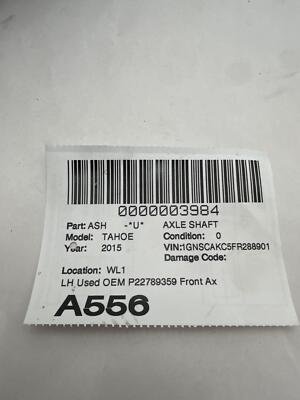 0000003984
Part: ASH -*U* AXLE SHAFT
Model: TAHOE Condition: 0
Year: 2015 VIN:1GNSCAKC5FR288901
Damage Code:
Location: WL1
LH Used OEM P22789359 Front Ax
A556